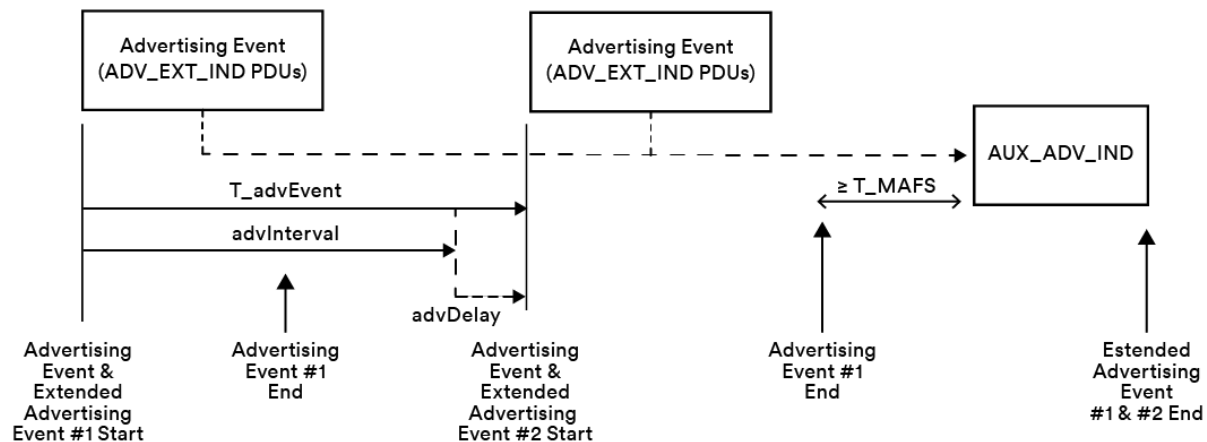 Advertising Event
(ADV_EXT_IND PDUs)
Advertising Event
(ADV_EXT_IND PDUs)
AUX_ADV_IND
T_advEvent
≥ T_MAFS
advInterval
advDelay
Advertising
Event &
Extended
Advertising
Event #1 Start
Advertising
Event #1
End
Advertising
Event &
Extended
Advertising
Event #2 Start
Advertising
Event #1
End
Estended
Advertising
Event
#1 & #2 End